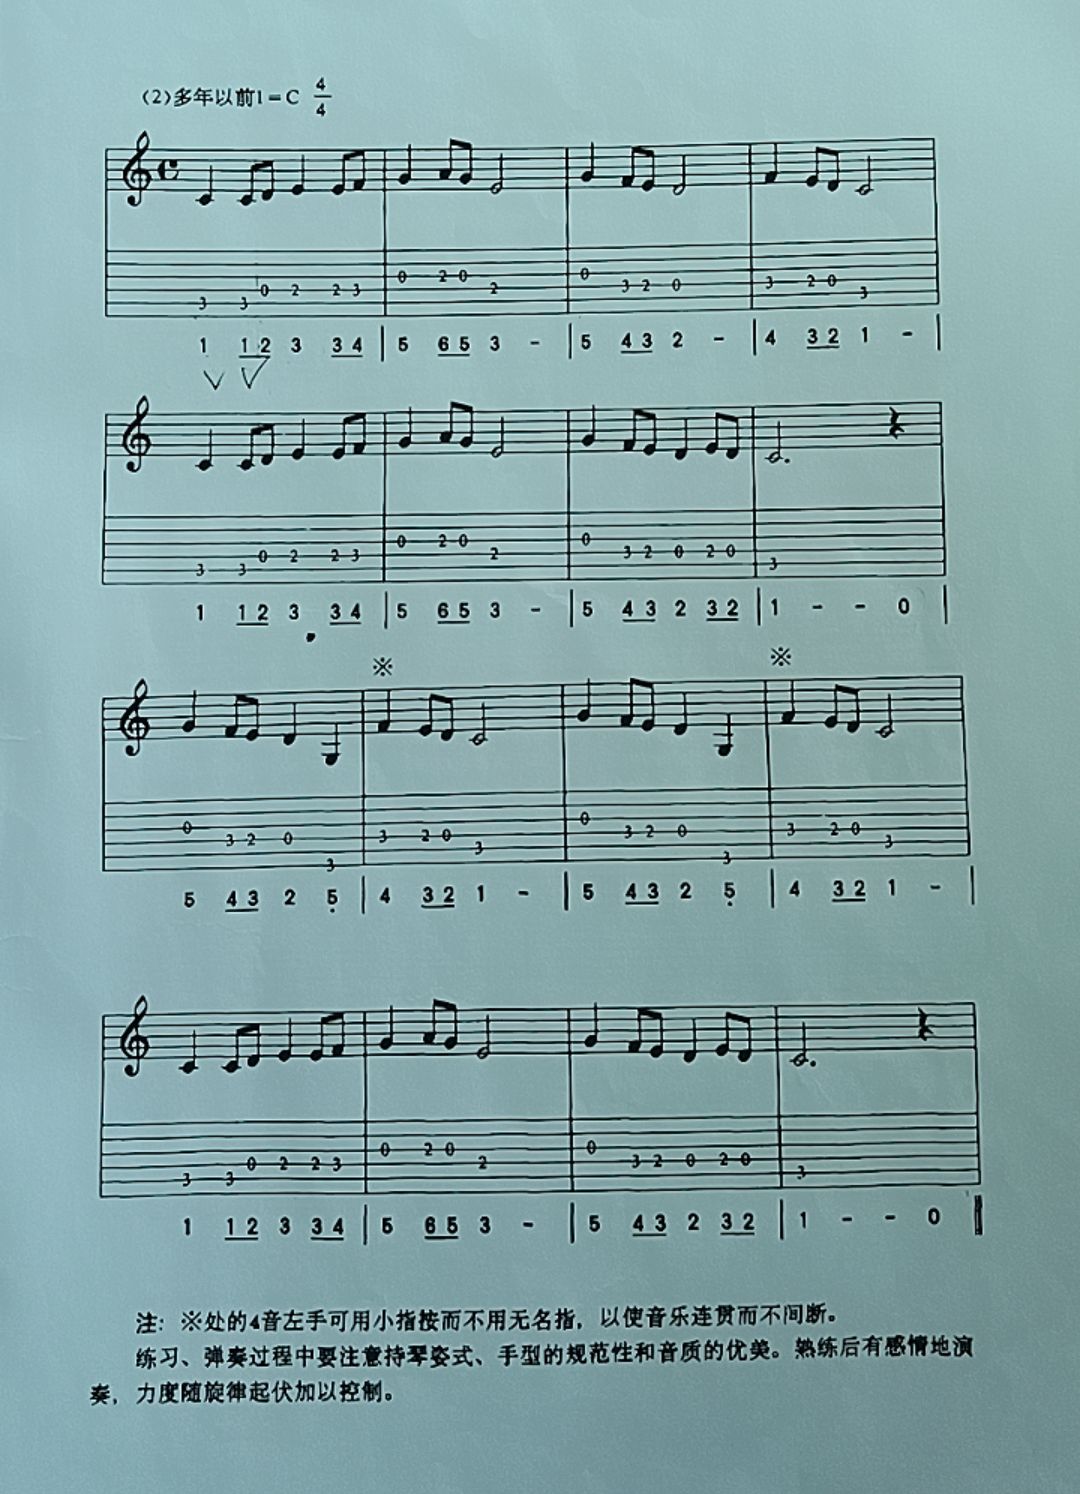 (2)多年以前1=C 4/4
3 3 0 2 2 3 0 2 0 2 0 3 2 0 3 2 0 3
1 1 2 3 3 4 | 5 6 5 3 - | 5 4 3 2 - | 4 3 2 1 - |
3 3 0 2 2 3 0 2 0 2 0 3 2 0 2 0 3
1 1 2 3 3 4 | 5 6 5 3 - | 5 4 3 2 3 2 | 1 - - 0 |
※ ※
0 3 2 0 3 3 2 0 3 0 3 2 0 3 3 2 0 3
5 4 3 2 5 | 4 3 2 1 - | 5 4 3 2 5 | 4 3 2 1 - |
3 3 0 2 2 3 0 2 0 2 0 3 2 0 2 0 3
1 1 2 3 3 4 | 5 6 5 3 - | 5 4 3 2 3 2 | 1 - - 0 ‖
注: ※处的4音左手可用小指按而不用无名指，以使音乐连贯而不间断。
练习、弹奏过程中要注意持琴姿式、手型的规范性和音质的优美。熟练后有感情地演
奏，力度随旋律起伏加以控制。